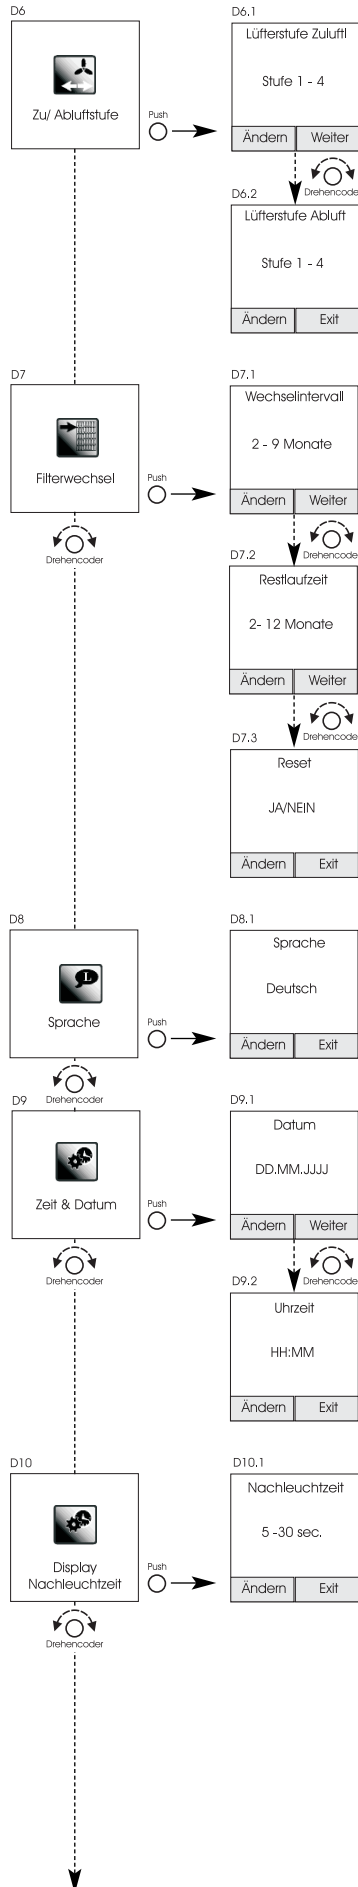 D6
Zu/ Abluftstufe
Push
D6.1
Lüfterstufe Zuluftl
Stufe 1 - 4
Ändern Weiter
Drehencoder
D6.2
Lüfterstufe Abluft
Stufe 1 - 4
Ändern Exit
D7
Filterwechsel
Push
Drehencoder
D7.1
Wechselintervall
2 - 9 Monate
Ändern Weiter
Drehencoder
D7.2
Restlaufzeit
2- 12 Monate
Ändern Weiter
Drehencoder
D7.3
Reset
JA/NEIN
Ändern Exit
D8
L
Sprache
Push
Drehencoder
D8.1
Sprache
Deutsch
Ändern Exit
D9
Zeit & Datum
Push
Drehencoder
D9.1
Datum
DD.MM.JJJJ
Ändern Weiter
Drehencoder
D9.2
Uhrzeit
HH:MM
Ändern Exit
D10
Display
Nachleuchtzeit
Push
Drehencoder
D10.1
Nachleuchtzeit
5 -30 sec.
Ändern Exit